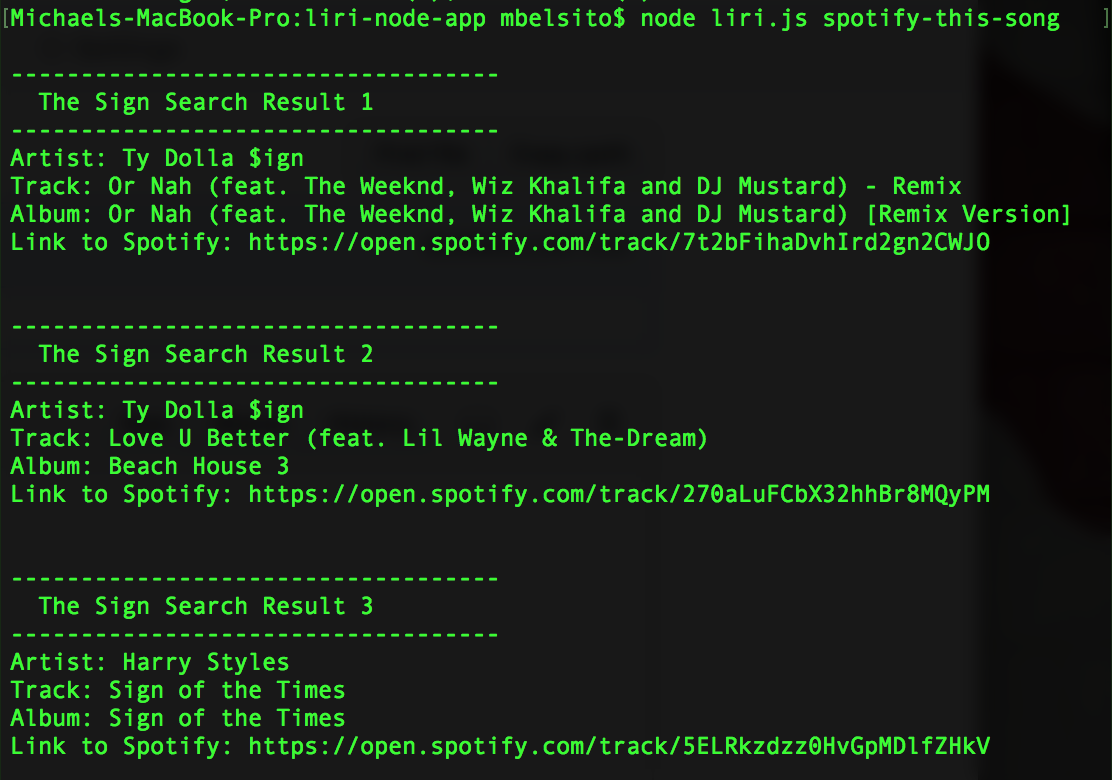 [Michaels-MacBook-Pro:liri-node-app mbelsito$ node liri.js spotify-this-song ]
-----------------------------------
The Sign Search Result 1
-----------------------------------
Artist: Ty Dolla $ign
Track: Or Nah (feat. The Weeknd, Wiz Khalifa and DJ Mustard) - Remix
Album: Or Nah (feat. The Weeknd, Wiz Khalifa and DJ Mustard) [Remix Version]
Link to Spotify: https://open.spotify.com/track/7t2bFihaDvhIrd2gn2CWJO
-----------------------------------
The Sign Search Result 2
-----------------------------------
Artist: Ty Dolla $ign
Track: Love U Better (feat. Lil Wayne & The-Dream)
Album: Beach House 3
Link to Spotify: https://open.spotify.com/track/270aLuFCbX32hhBr8MQyPM
-----------------------------------
The Sign Search Result 3
-----------------------------------
Artist: Harry Styles
Track: Sign of the Times
Album: Sign of the Times
Link to Spotify: https://open.spotify.com/track/5ELRkzdzz0HvGpMDlfZHkV